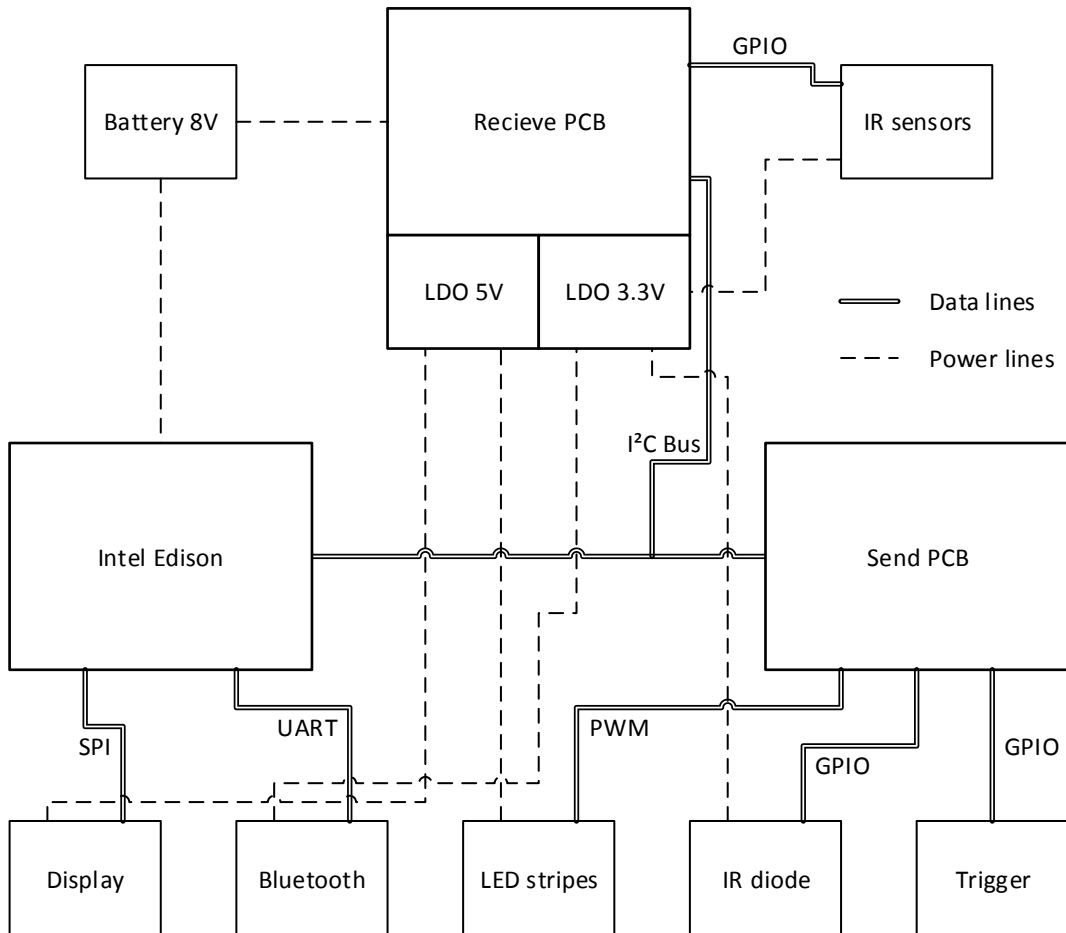 GPIO
Battery 8V
Recieve PCB
IR sensors
LDO 5V
LDO 3.3V
Data lines
Power lines
I²C Bus
Intel Edison
Send PCB
SPI
UART
PWM
GPIO
GPIO
Display
Bluetooth
LED stripes
IR diode
Trigger